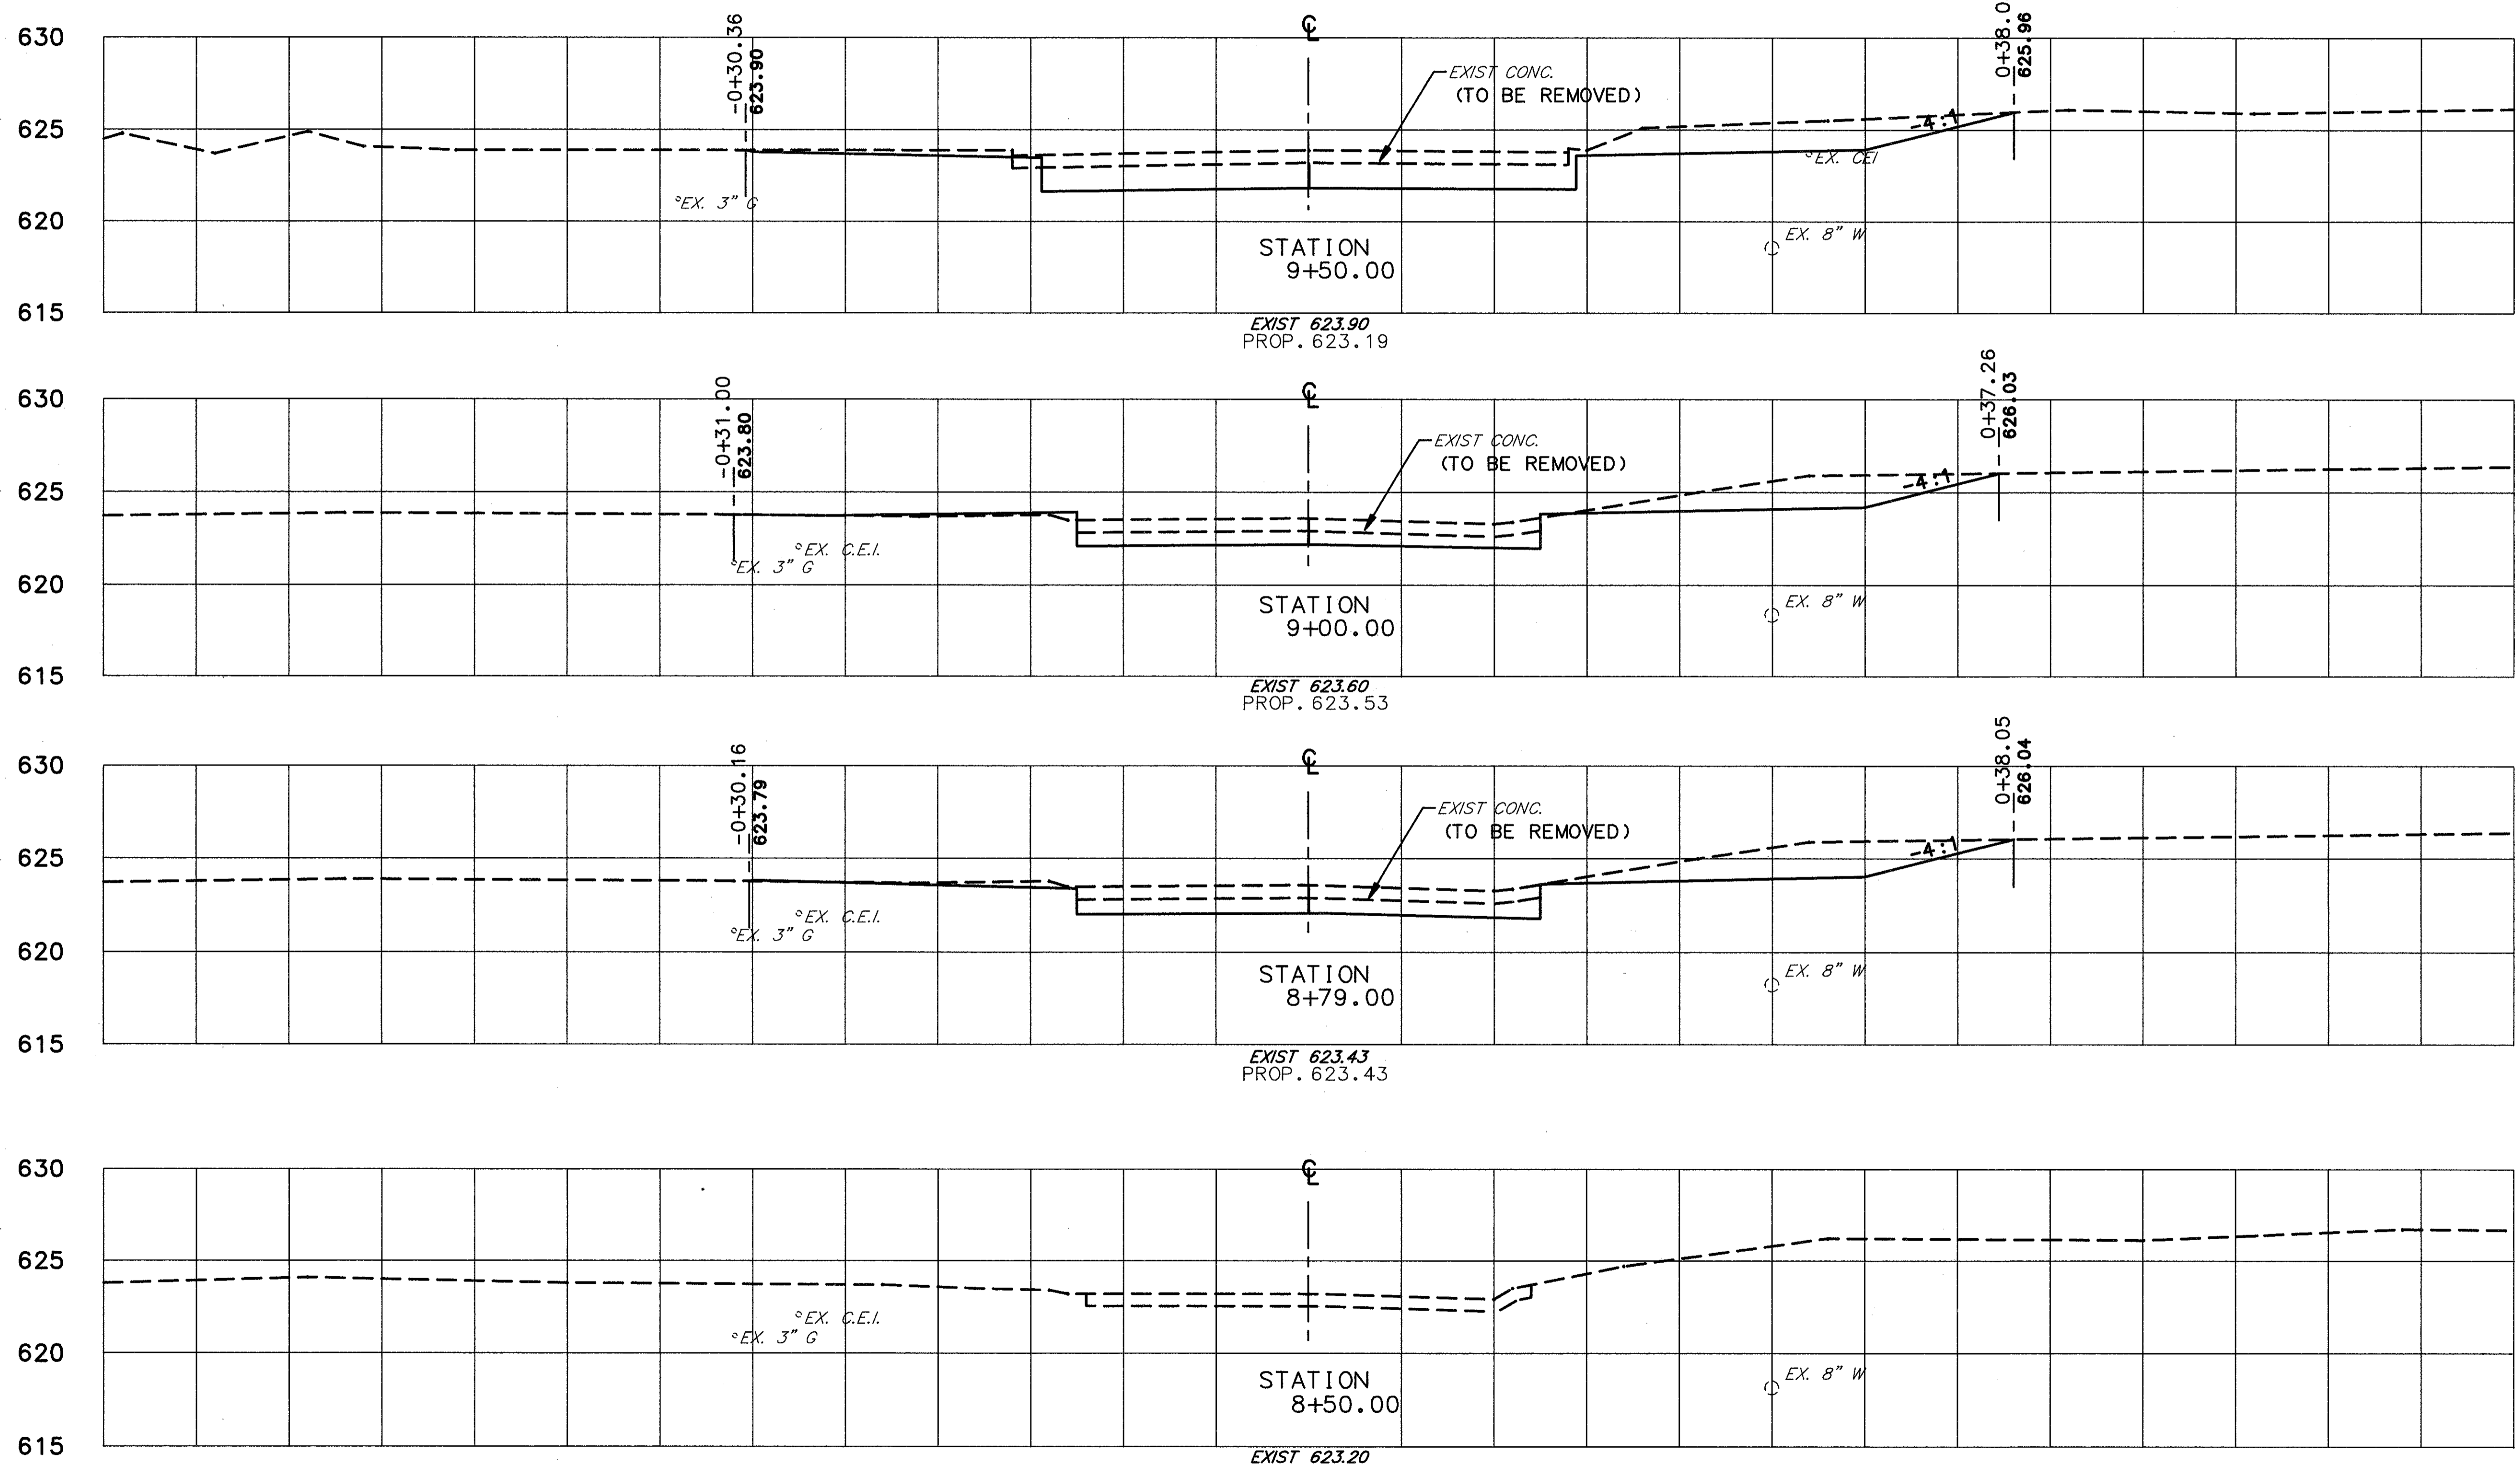 630
625
620
615
-0+30.36
623.90
℄
0+38.0
625.96
EXIST CONC.
(TO BE REMOVED)
-4:1
°EX. CEI
°EX. 3" G
EX. 8" W
STATION
9+50.00
EXIST 623.90
PROP. 623.19
630
625
620
615
-0+31.00
623.80
℄
0+37.26
626.03
EXIST CONC.
(TO BE REMOVED)
-4:1
°EX. C.E.I.
°EX. 3" G
EX. 8" W
STATION
9+00.00
EXIST 623.60
PROP. 623.53
630
625
620
615
-0+30.16
623.79
℄
0+38.05
626.04
EXIST CONC.
(TO BE REMOVED)
-4:1
°EX. C.E.I.
°EX. 3" G
EX. 8" W
STATION
8+79.00
EXIST 623.43
PROP. 623.43
630
625
620
615
℄
°EX. C.E.I.
°EX. 3" G
EX. 8" W
STATION
8+50.00
EXIST 623.20